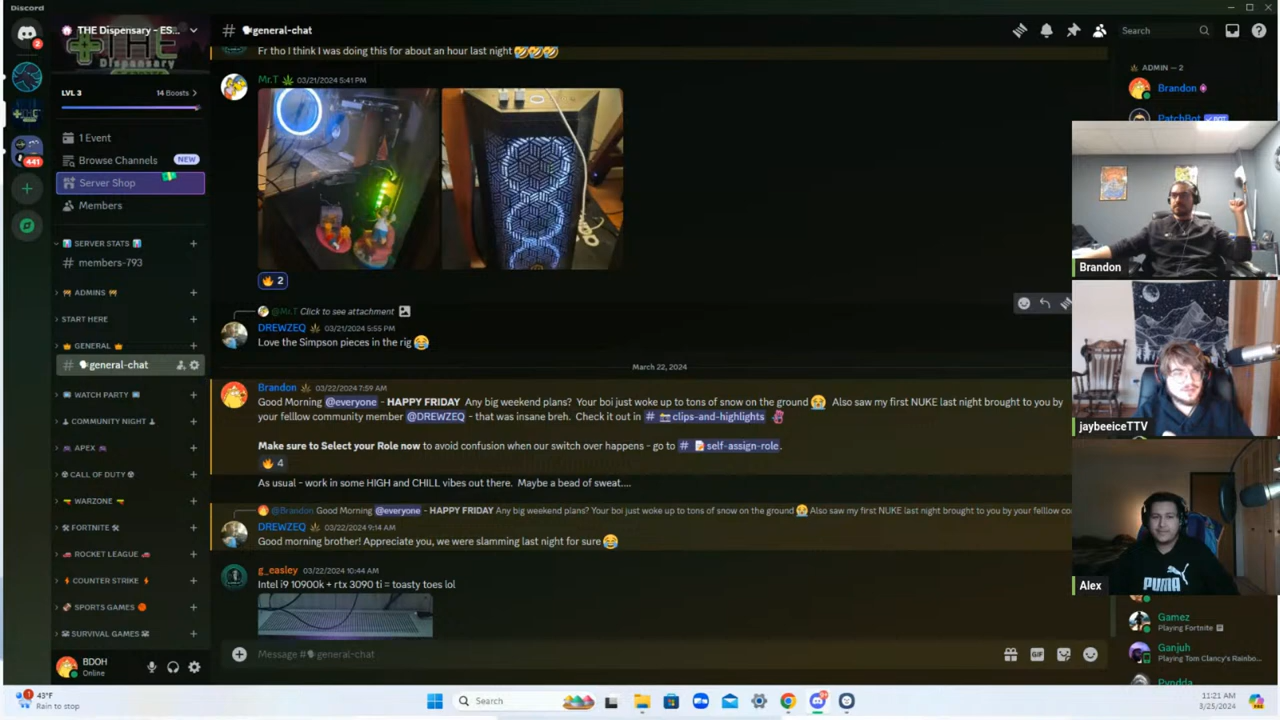 Discord
THE Dispensary - ES...
general-chat
Search
THE
Dispensary
Fr tho I think I was doing this for about an hour last night
ADMIN — 2
Mr.T 03/21/2024 5:41 PM
LVL 3
14 Boosts
Brandon
PatchBot BOT
1 Event
Browse Channels
NEW
Server Shop
Members
441
2
SERVER STATS
members-793
2
ADMINS
START HERE
GENERAL
general-chat
WATCH PARTY
COMMUNITY NIGHT
APEX
CALL OF DUTY
WARZONE
FORTNITE
ROCKET LEAGUE
COUNTER STRIKE
SPORTS GAMES
SURVIVAL GAMES
@Mr.T Click to see attachment
DREWZEQ 03/21/2024 5:55 PM
Love the Simpson pieces in the rig
March 22, 2024
Brandon 03/22/2024 7:59 AM
Good Morning @everyone - HAPPY FRIDAY Any big weekend plans? Your boi just woke up to tons of snow on the ground Also saw my first NUKE last night brought to you by
your felllow community member @DREWZEQ - that was insane breh. Check it out in # clips-and-highlights
Make sure to Select your Role now to avoid confusion when our switch over happens - go to # self-assign-role.
4
As usual - work in some HIGH and CHILL vibes out there. Maybe a bead of sweat....
@Brandon Good Morning @everyone - HAPPY FRIDAY Any big weekend plans? Your boi just woke up to tons of snow on the ground Also saw my first NUKE last night brought to you by your felllow co
DREWZEQ 03/22/2024 9:14 AM
Good morning brother! Appreciate you, we were slamming last night for sure
g_easley 03/22/2024 10:44 AM
Intel i9 10900k + rtx 3090 ti = toasty toes lol
Message # general-chat
GIF
Brandon
jaybeeiceTTV
PUMA
Alex
Gamez
Playing Fortnite
Ganjuh
Playing Tom Clancy's Rainbo...
Pyndda
BDOH
Online
1
43°F
Rain to stop
Search
11:21 AM
3/25/2024